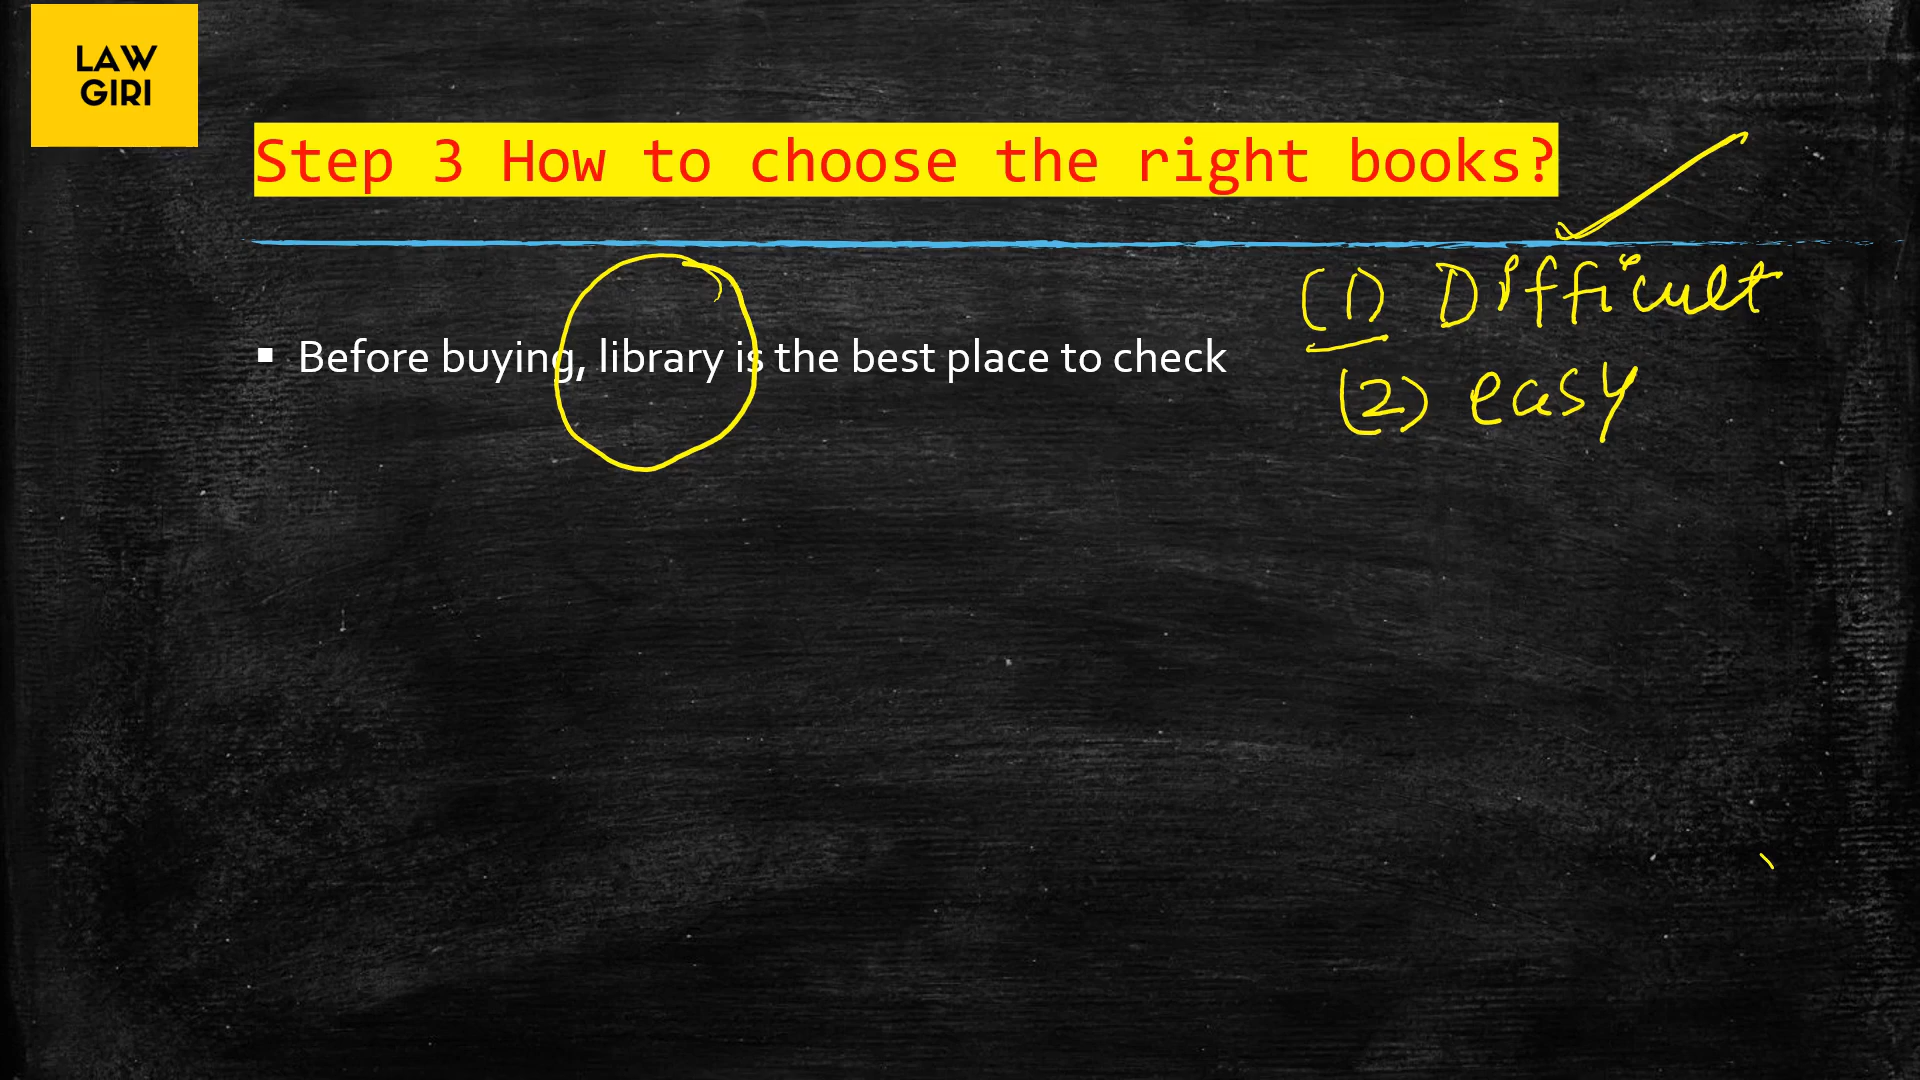 LAW
GIRI
Step 3 How to choose the right books?
Before buying, library is the best place to check
(1) Difficult
(2) easy